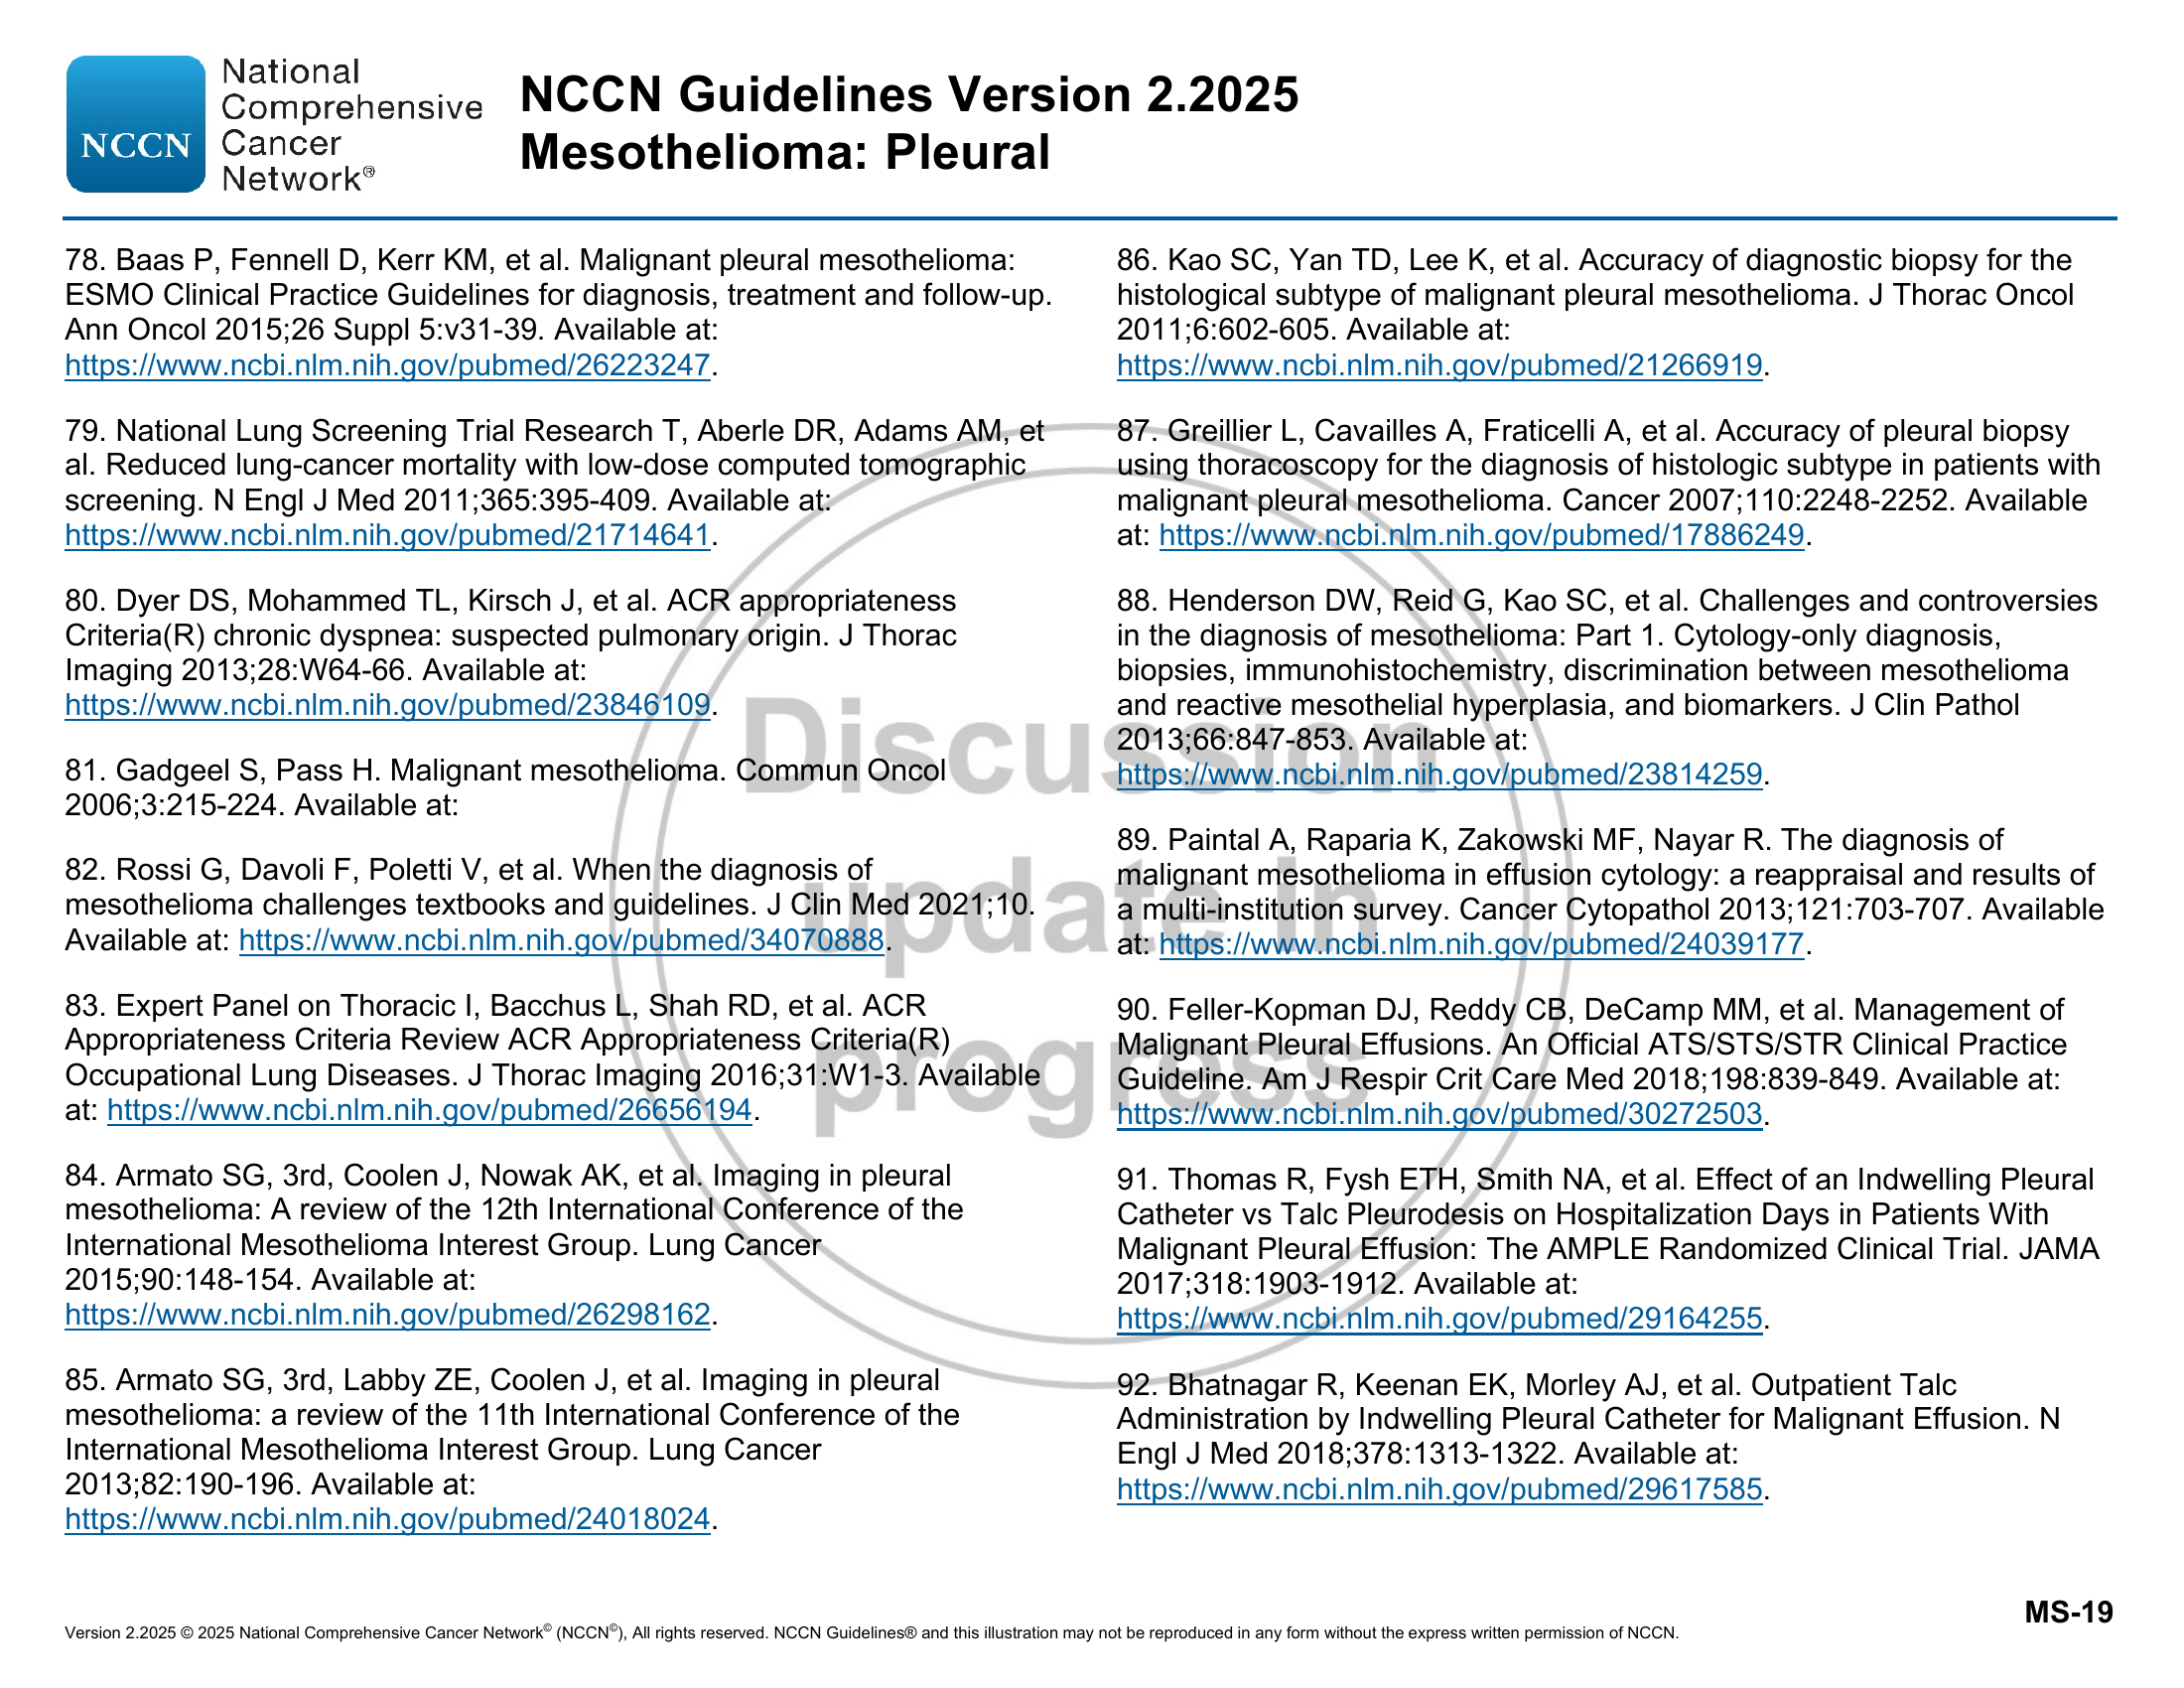 National
Comprehensive
Cancer
Network®
NCCN
NCCN Guidelines Version 2.2025
Mesothelioma: Pleural
78. Baas P, Fennell D, Kerr KM, et al. Malignant pleural mesothelioma:
ESMO Clinical Practice Guidelines for diagnosis, treatment and follow-up.
Ann Oncol 2015;26 Suppl 5:v31-39. Available at:
https://www.ncbi.nlm.nih.gov/pubmed/26223247.
79. National Lung Screening Trial Research T, Aberle DR, Adams AM, et
al. Reduced lung-cancer mortality with low-dose computed tomographic
screening. N Engl J Med 2011;365:395-409. Available at:
https://www.ncbi.nlm.nih.gov/pubmed/21714641.
80. Dyer DS, Mohammed TL, Kirsch J, et al. ACR appropriateness
Criteria(R) chronic dyspnea: suspected pulmonary origin. J Thorac
Imaging 2013;28:W64-66. Available at:
https://www.ncbi.nlm.nih.gov/pubmed/23846109.
81. Gadgeel S, Pass H. Malignant mesothelioma. Commun Oncol
2006;3:215-224. Available at:
82. Rossi G, Davoli F, Poletti V, et al. When the diagnosis of
mesothelioma challenges textbooks and guidelines. J Clin Med 2021;10.
Available at: https://www.ncbi.nlm.nih.gov/pubmed/34070888.
83. Expert Panel on Thoracic I, Bacchus L, Shah RD, et al. ACR
Appropriateness Criteria Review ACR Appropriateness Criteria(R)
Occupational Lung Diseases. J Thorac Imaging 2016;31:W1-3. Available
at: https://www.ncbi.nlm.nih.gov/pubmed/26656194.
84. Armato SG, 3rd, Coolen J, Nowak AK, et al. Imaging in pleural
mesothelioma: A review of the 12th International Conference of the
International Mesothelioma Interest Group. Lung Cancer
2015;90:148-154. Available at:
https://www.ncbi.nlm.nih.gov/pubmed/26298162.
85. Armato SG, 3rd, Labby ZE, Coolen J, et al. Imaging in pleural
mesothelioma: a review of the 11th International Conference of the
International Mesothelioma Interest Group. Lung Cancer
2013;82:190-196. Available at:
https://www.ncbi.nlm.nih.gov/pubmed/24018024.
86. Kao SC, Yan TD, Lee K, et al. Accuracy of diagnostic biopsy for the
histological subtype of malignant pleural mesothelioma. J Thorac Oncol
2011;6:602-605. Available at:
https://www.ncbi.nlm.nih.gov/pubmed/21266919.
87. Greillier L, Cavailles A, Fraticelli A, et al. Accuracy of pleural biopsy
using thoracoscopy for the diagnosis of histologic subtype in patients with
malignant pleural mesothelioma. Cancer 2007;110:2248-2252. Available
at: https://www.ncbi.nlm.nih.gov/pubmed/17886249.
88. Henderson DW, Reid G, Kao SC, et al. Challenges and controversies
in the diagnosis of mesothelioma: Part 1. Cytology-only diagnosis,
biopsies, immunohistochemistry, discrimination between mesothelioma
and reactive mesothelial hyperplasia, and biomarkers. J Clin Pathol
2013;66:847-853. Available at:
https://www.ncbi.nlm.nih.gov/pubmed/23814259.
89. Paintal A, Raparia K, Zakowski MF, Nayar R. The diagnosis of
malignant mesothelioma in effusion cytology: a reappraisal and results of
a multi-institution survey. Cancer Cytopathol 2013;121:703-707. Available
at: https://www.ncbi.nlm.nih.gov/pubmed/24039177.
90. Feller-Kopman DJ, Reddy CB, DeCamp MM, et al. Management of
Malignant Pleural Effusions. An Official ATS/STS/STR Clinical Practice
Guideline. Am J Respir Crit Care Med 2018;198:839-849. Available at:
https://www.ncbi.nlm.nih.gov/pubmed/30272503.
91. Thomas R, Fysh ETH, Smith NA, et al. Effect of an Indwelling Pleural
Catheter vs Talc Pleurodesis on Hospitalization Days in Patients With
Malignant Pleural Effusion: The AMPLE Randomized Clinical Trial. JAMA
2017;318:1903-1912. Available at:
https://www.ncbi.nlm.nih.gov/pubmed/29164255.
92. Bhatnagar R, Keenan EK, Morley AJ, et al. Outpatient Talc
Administration by Indwelling Pleural Catheter for Malignant Effusion. N
Engl J Med 2018;378:1313-1322. Available at:
https://www.ncbi.nlm.nih.gov/pubmed/29617585.
Discussion
update in
progress
MS-19
Version 2.2025 © 2025 National Comprehensive Cancer Network© (NCCN©), All rights reserved. NCCN Guidelines® and this illustration may not be reproduced in any form without the express written permission of NCCN.